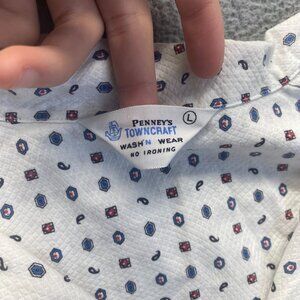 PENNEY'S
TOWNCRAFT
WASH 'N WEAR
NO IRONING
L